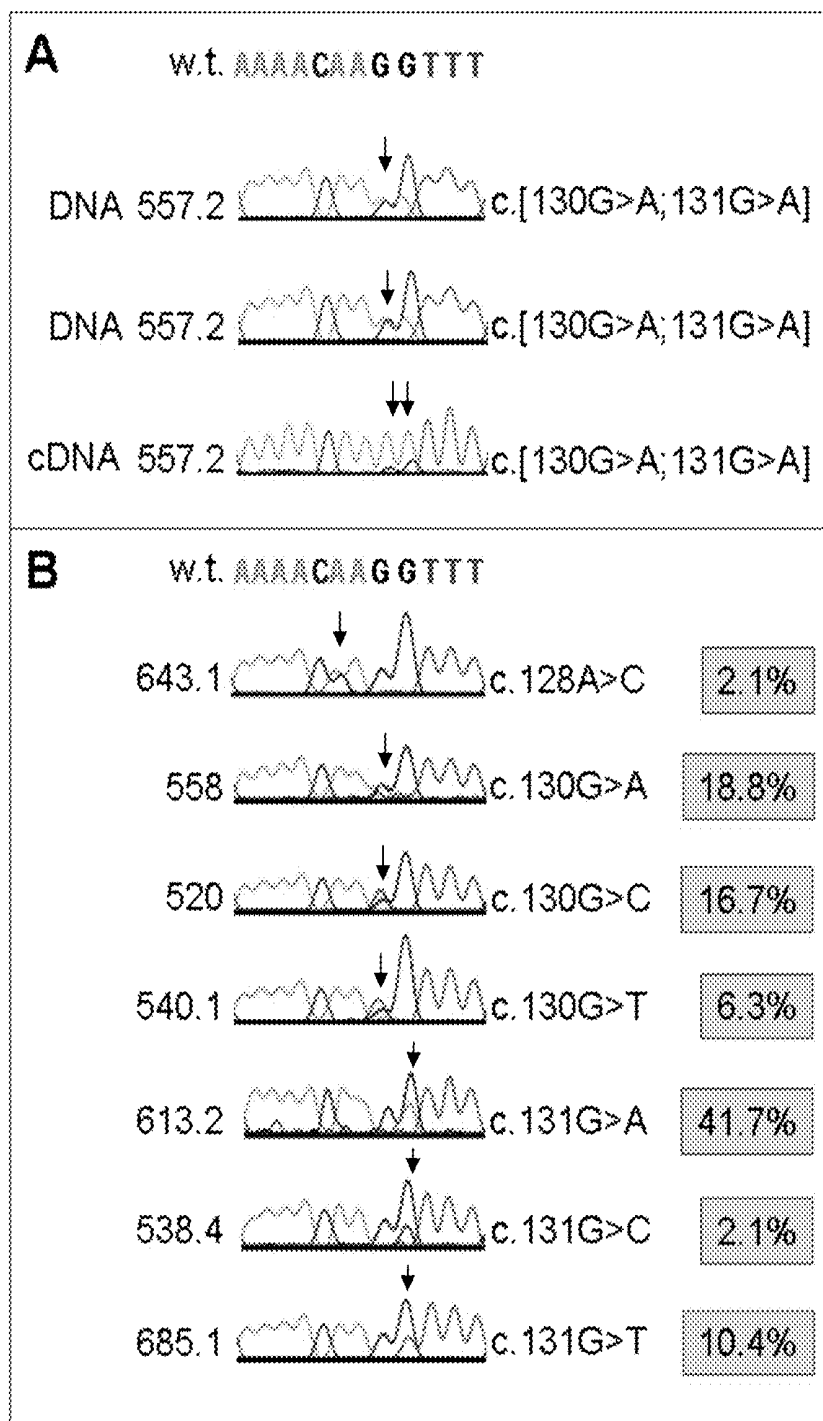 A
w.t. AAAACAAGGTTT
DNA 557.2 c.[130G>A;131G>A]
DNA 557.2 c.[130G>A;131G>A]
cDNA 557.2 c.[130G>A;131G>A]
B
w.t. AAAACAAGGTTT
643.1 c.128A>C 2.1%
558 c.130G>A 18.8%
520 c.130G>C 16.7%
540.1 c.130G>T 6.3%
613.2 c.131G>A 41.7%
538.4 c.131G>C 2.1%
685.1 c.131G>T 10.4%